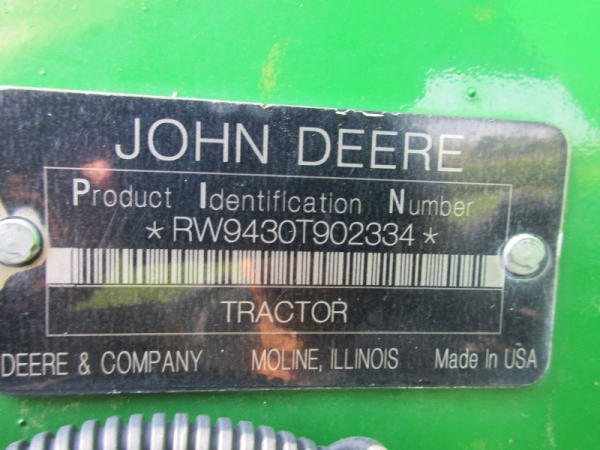 JOHN DEERE
Product Identification Number
*RW9430T902334*
TRACTOR
DEERE & COMPANY MOLINE, ILLINOIS Made In USA